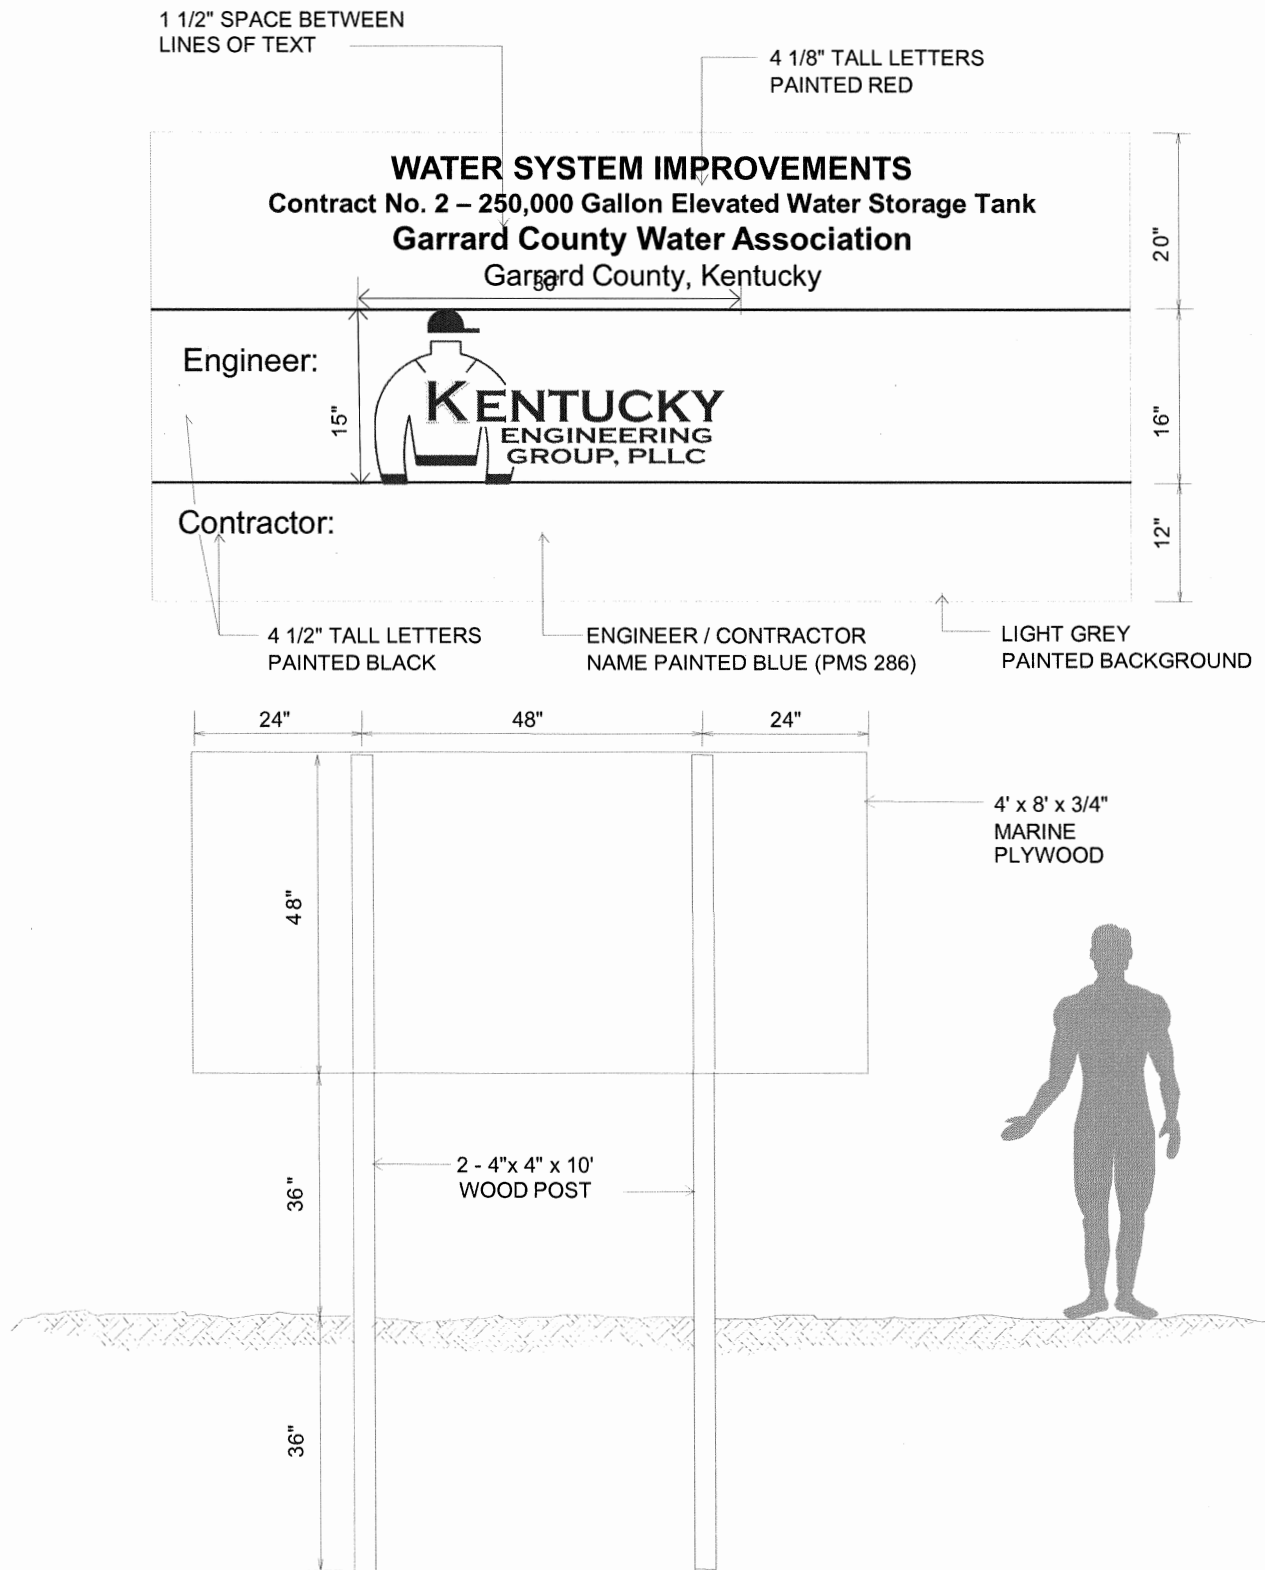 1 1/2" SPACE BETWEEN
LINES OF TEXT
4 1/8" TALL LETTERS
PAINTED RED
WATER SYSTEM IMPROVEMENTS
Contract No. 2 – 250,000 Gallon Elevated Water Storage Tank
Garrard County Water Association
Garrard County, Kentucky
20"
Engineer:
15"
KENTUCKY
ENGINEERING
GROUP, PLLC
16"
Contractor:
12"
4 1/2" TALL LETTERS
PAINTED BLACK
ENGINEER / CONTRACTOR
NAME PAINTED BLUE (PMS 286)
LIGHT GREY
PAINTED BACKGROUND
24"
48"
24"
4' x 8' x 3/4"
MARINE
PLYWOOD
48"
2 - 4"x 4" x 10'
WOOD POST
36"
36"